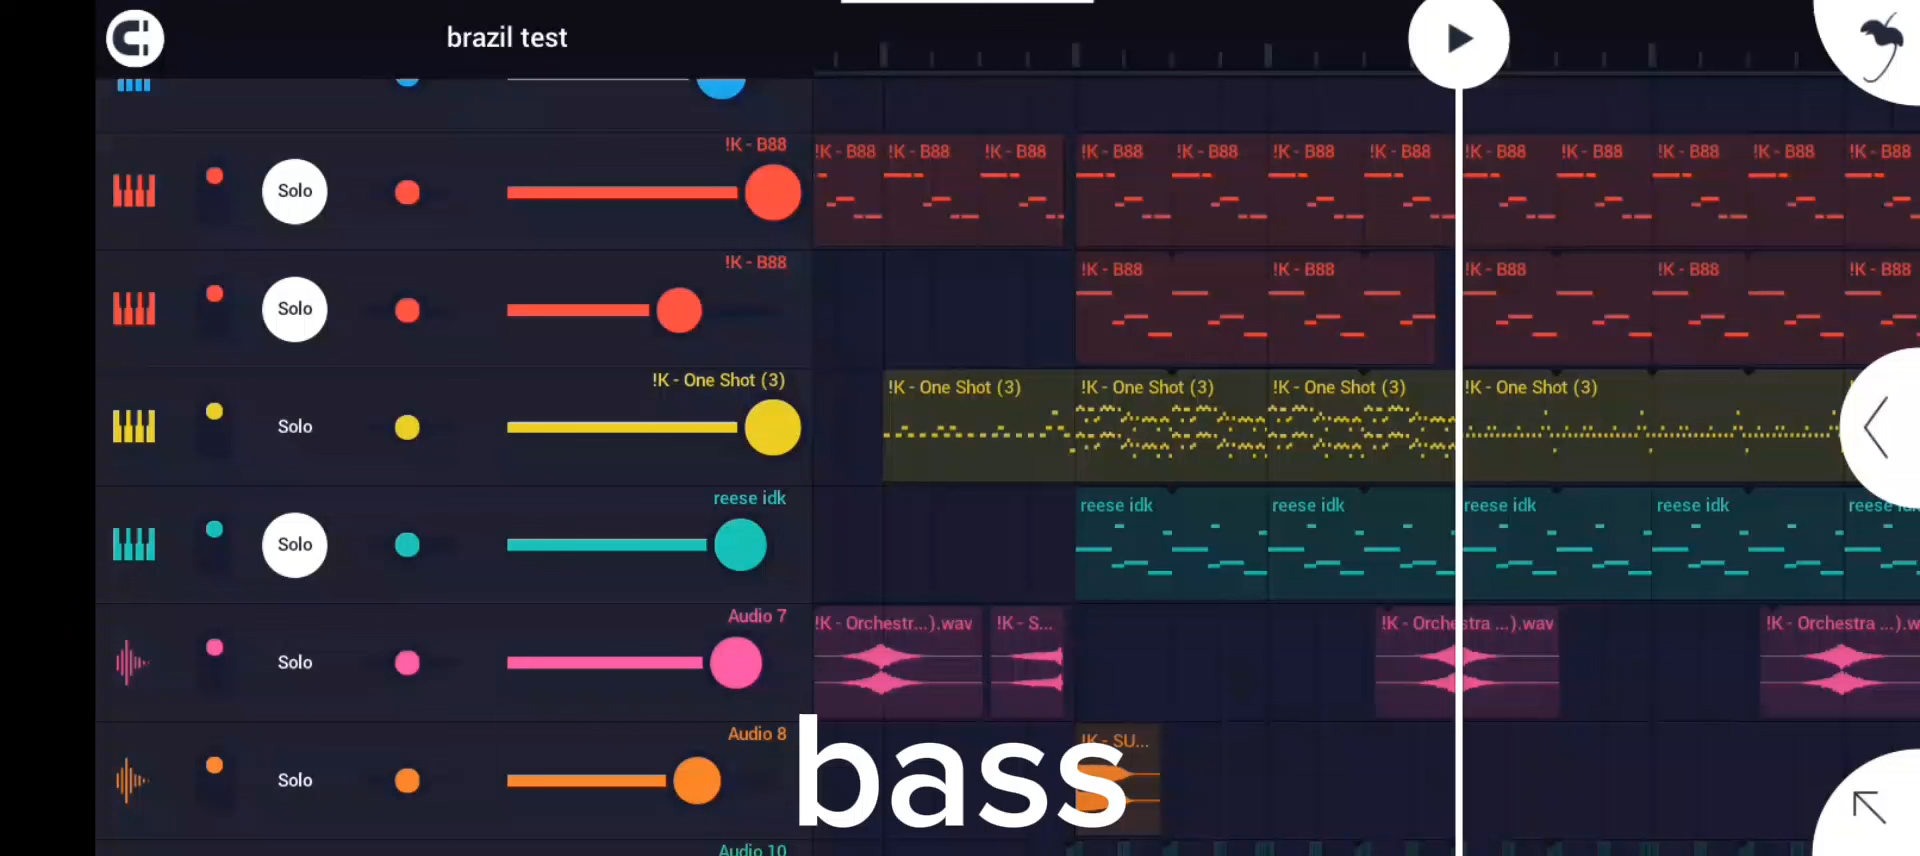 brazil test
!K - B88
!K - B88 !K - B88 !K - B88 !K - B88 !K - B88 !K - B88 !K - B88 !K - B88 !K - B88 !K - B88 !K - B88 !K - B88
Solo
!K - B88
!K - B88 !K - B88 !K - B88 !K - B88 !K - B88
Solo
!K - One Shot (3)
!K - One Shot (3) !K - One Shot (3) !K - One Shot (3) !K - One Shot (3)
Solo
reese idk
reese idk reese idk reese idk reese idk reese
Solo
Audio 7
!K - Orchestr...).wav !K - S... !K - Orchestra ...).wav !K - Orchestra ...).w
Solo
Audio 8
!K - SU...
Solo
bass
Audio 10